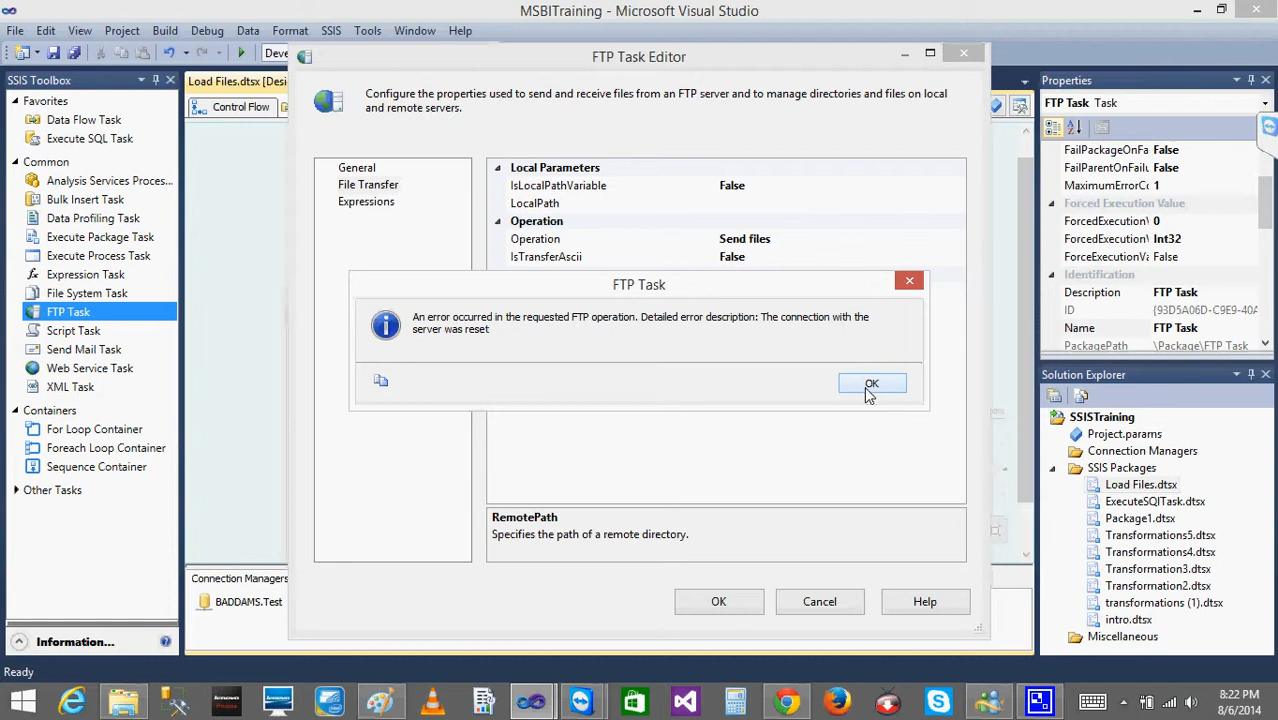 MSBITraining - Microsoft Visual Studio
File Edit View Project Build Debug Data Format SSIS Tools Window Help
Deve
SSIS Toolbox
Favorites
Data Flow Task
Execute SQL Task
Common
Analysis Services Proces...
Bulk Insert Task
Data Profiling Task
Execute Package Task
Execute Process Task
Expression Task
File System Task
FTP Task
Script Task
Send Mail Task
Web Service Task
XML Task
Containers
For Loop Container
Foreach Loop Container
Sequence Container
Other Tasks
Information...
Load Files.dtsx [Desi
Control Flow
Connection Managers
BADDAMS.Test
FTP Task Editor
Configure the properties used to send and receive files from an FTP server and to manage directories and files on local
and remote servers.
General
File Transfer
Expressions
Local Parameters
IsLocalPathVariable False
LocalPath
Operation
Operation Send files
IsTransferAscii False
FTP Task
An error occurred in the requested FTP operation. Detailed error description: The connection with the
server was reset
OK
RemotePath
Specifies the path of a remote directory.
OK Cancel Help
Properties
FTP Task Task
FailPackageOnFa False
FailParentOnFailu False
MaximumErrorCo 1
Forced Execution Value
ForcedExecution\ 0
ForcedExecution\ Int32
ForceExecutionVa False
Identification
Description FTP Task
ID {93D5A06D-C9E9-40A
Name FTP Task
PackagePath \Package\FTP Task
Solution Explorer
SSISTraining
Project.params
Connection Managers
SSIS Packages
Load Files.dtsx
ExecuteSQlTask.dtsx
Package1.dtsx
Transformations5.dtsx
Transformations4.dtsx
Transformation3.dtsx
Transformation2.dtsx
transformations (1).dtsx
intro.dtsx
Miscellaneous
Ready
8:22 PM
8/6/2014